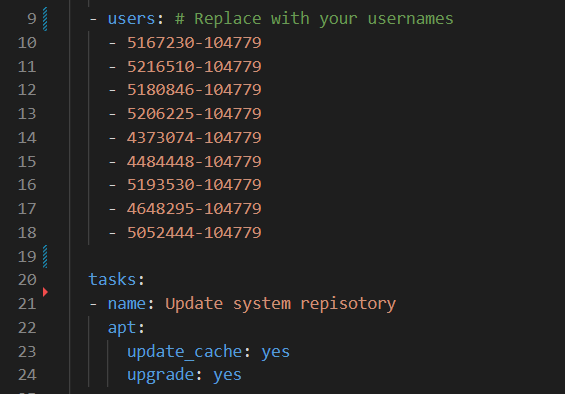 9 - users: # Replace with your usernames
10 - 5167230-104779
11 - 5216510-104779
12 - 5180846-104779
13 - 5206225-104779
14 - 4373074-104779
15 - 4484448-104779
16 - 5193530-104779
17 - 4648295-104779
18 - 5052444-104779
19
20 tasks:
21 - name: Update system repisotory
22 apt:
23 update_cache: yes
24 upgrade: yes